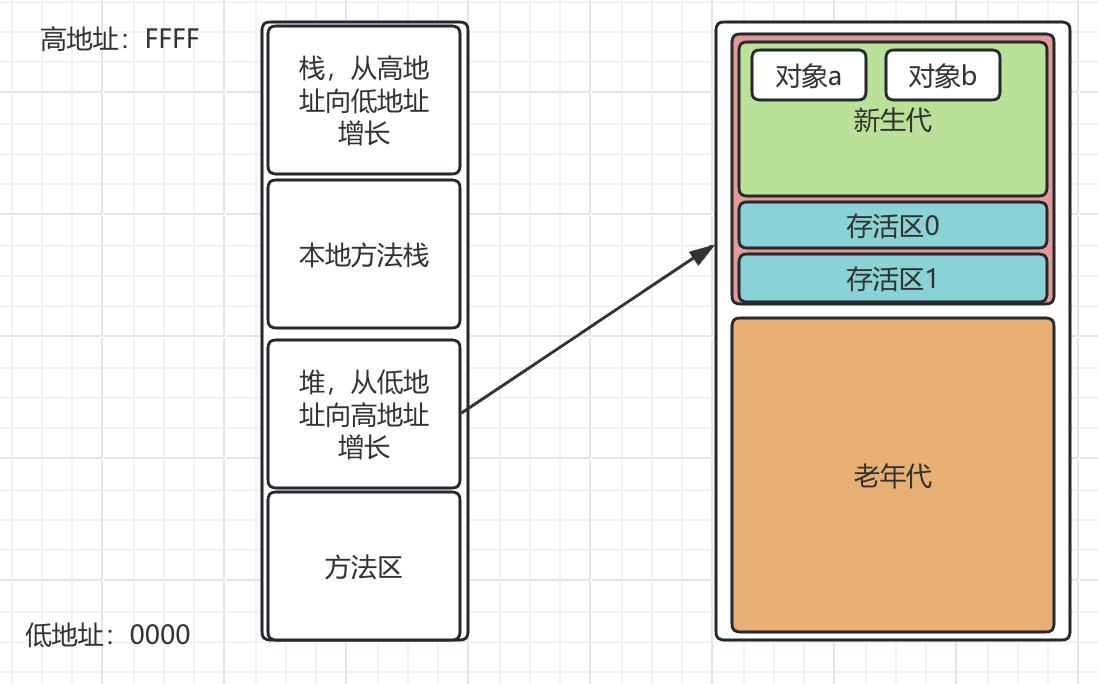 高地址：FFFF
栈，从高地
址向低地址
增长
本地方法栈
堆，从低地
址向高地址
增长
方法区
低地址：0000
对象a
对象b
新生代
存活区0
存活区1
老年代